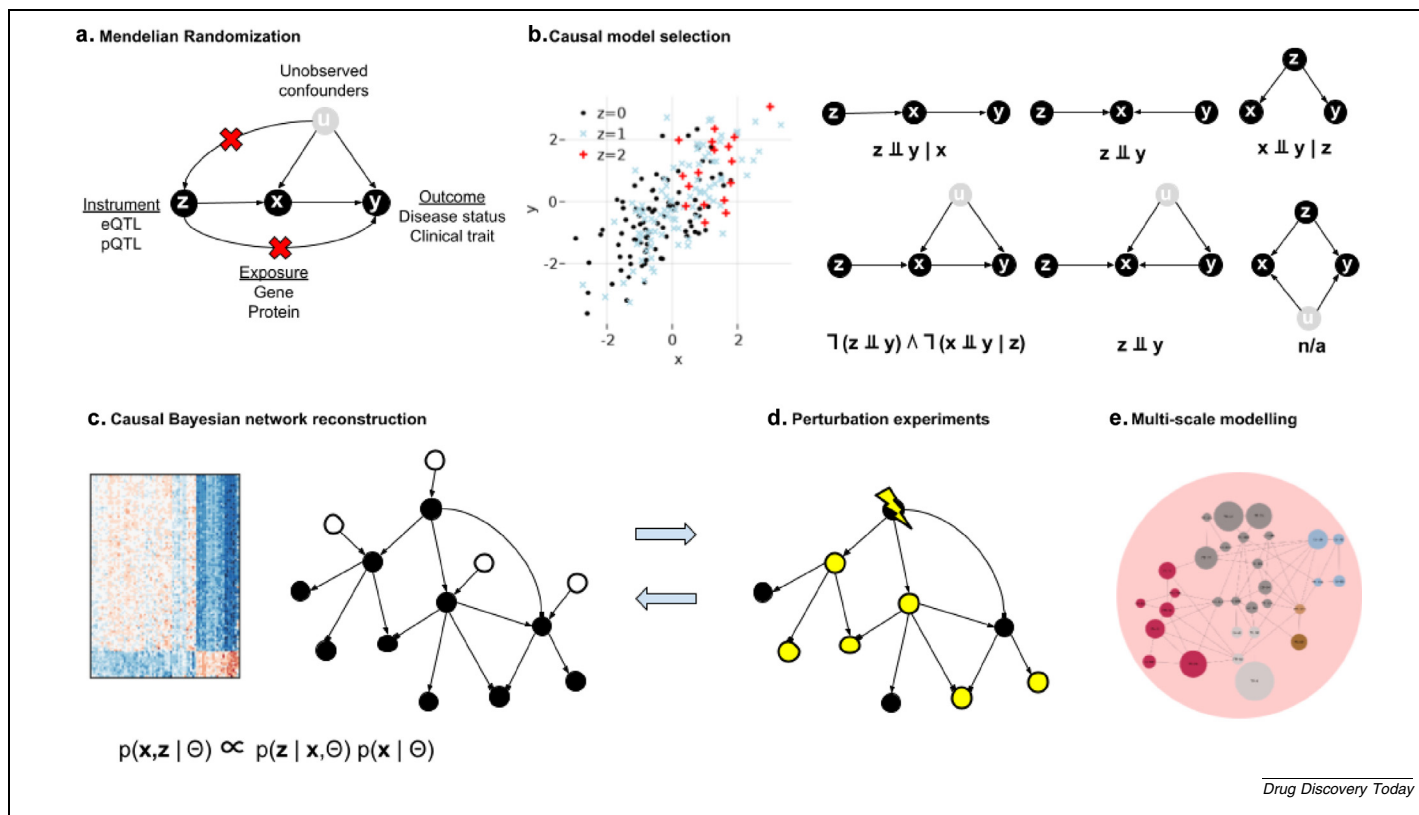 a. Mendelian Randomization
Unobserved
confounders
u
z
x
y
Instrument
eQTL
pQTL
Exposure
Gene
Protein
Outcome
Disease status
Clinical trait
b. Causal model selection
z=0
z=1
z=2
2
0
-2
y
-2
0
2
x
z
x
y
z ⫫ y | x
z
x
y
z ⫫ y
z
x
y
x ⫫ y | z
u
z
x
y
ㄱ(z ⫫ y) ∧ ㄱ(x ⫫ y | z)
u
z
x
y
z ⫫ y
z
x
y
u
n/a
c. Causal Bayesian network reconstruction
p(x,z | Θ) ∝ p(z | x,Θ) p(x | Θ)
d. Perturbation experiments
e. Multi-scale modelling
Drug Discovery Today